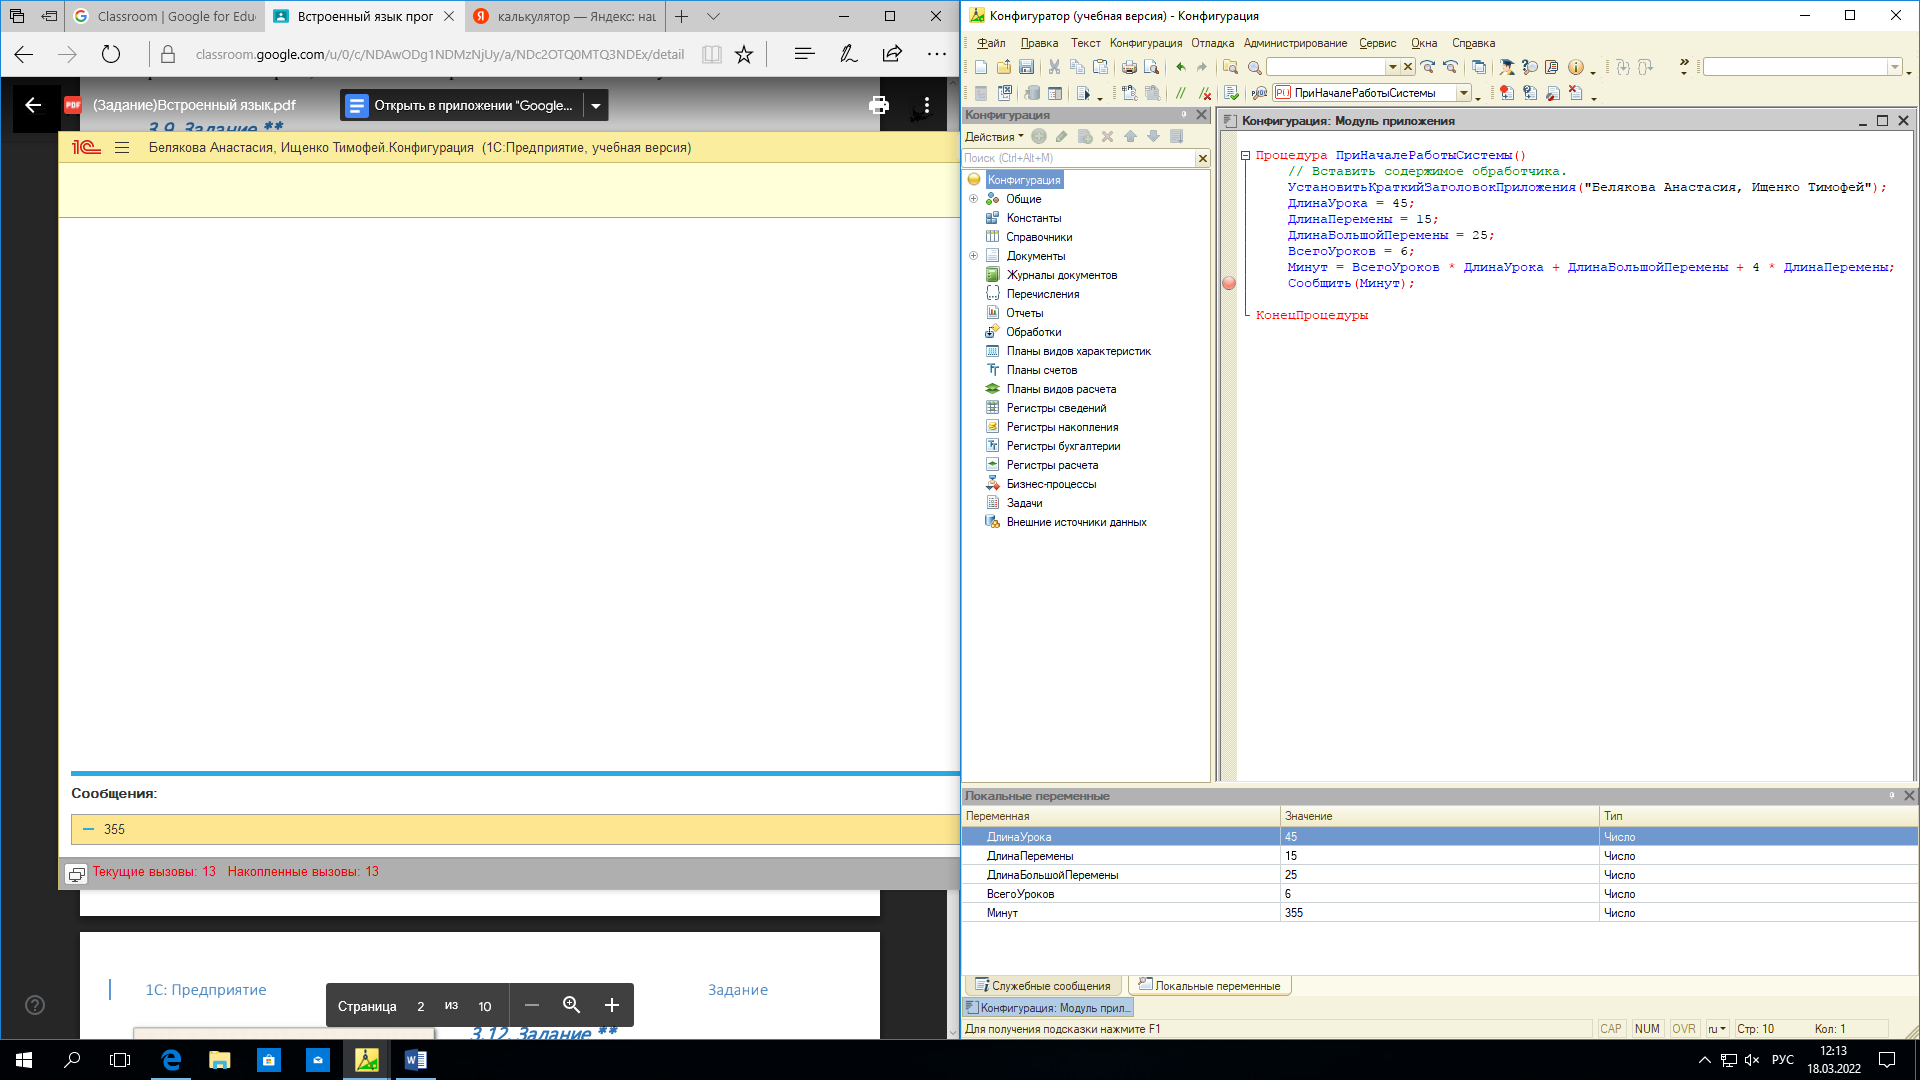 Classroom | Google for Edu
Встроенный язык прог
калькулятор — Яндекс: на
classroom.google.com/u/0/c/NDAwODg1NDMzNjUy/a/NDc2OTQ0MTQ3NDEx/detail
PDF
(Задание)Встроенный язык.pdf
Открыть в приложении "Google...
3.9. Задание **
Белякова Анастасия, Ищенко Тимофей.Конфигурация (1С:Предприятие, учебная версия)
Сообщения:
355
Текущие вызовы: 13 Накопленные вызовы: 13
1С: Предприятие
Задание
Страница 2 из 10
3.12. Задание **
Конфигуратор (учебная версия) - Конфигурация
Файл Правка Текст Конфигурация Отладка Администрирование Сервис Окна Справка
ПриНачалеРаботыСистемы
Конфигурация
Действия
Поиск (Ctrl+Alt+M)
Конфигурация
Общие
Константы
Справочники
Документы
Журналы документов
Перечисления
Отчеты
Обработки
Планы видов характеристик
Планы счетов
Планы видов расчета
Регистры сведений
Регистры накопления
Регистры бухгалтерии
Регистры расчета
Бизнес-процессы
Задачи
Внешние источники данных
Конфигурация: Модуль приложения
Процедура ПриНачалеРаботыСистемы()
// Вставить содержимое обработчика.
УстановитьКраткийЗаголовокПриложения("Белякова Анастасия, Ищенко Тимофей");
ДлинаУрока = 45;
ДлинаПеремены = 15;
ДлинаБольшойПеремены = 25;
ВсегоУроков = 6;
Минут = ВсегоУроков * ДлинаУрока + ДлинаБольшойПеремены + 4 * ДлинаПеремены;
Сообщить(Минут);
КонецПроцедуры
Локальные переменные
Переменная Значение Тип
ДлинаУрока 45 Число
ДлинаПеремены 15 Число
ДлинаБольшойПеремены 25 Число
ВсегоУроков 6 Число
Минут 355 Число
Служебные сообщения
Локальные переменные
Конфигурация: Модуль прил...
Для получения подсказки нажмите F1
CAP NUM OVR ru Стр: 10 Кол: 1
РУС
12:13
18.03.2022